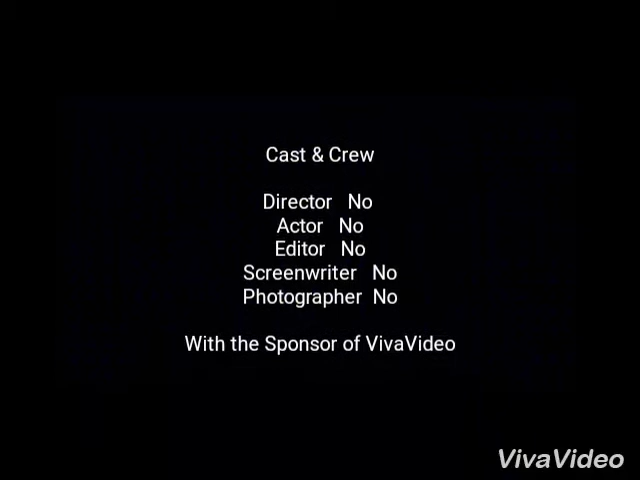 Cast & Crew
Director No
Actor No
Editor No
Screenwriter No
Photographer No
With the Sponsor of VivaVideo
VivaVideo